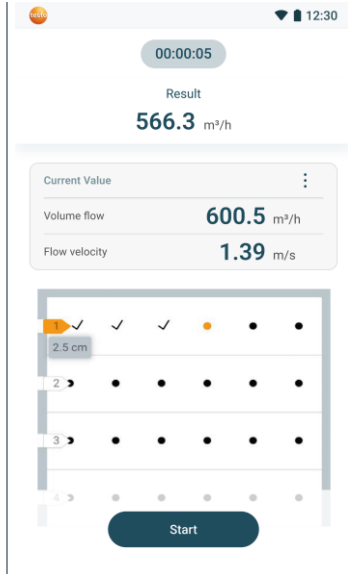 testo
12:30
00:00:05
Result
566.3 m³/h
Current Value
Volume flow 600.5 m³/h
Flow velocity 1.39 m/s
1
2.5 cm
2
3
4
Start